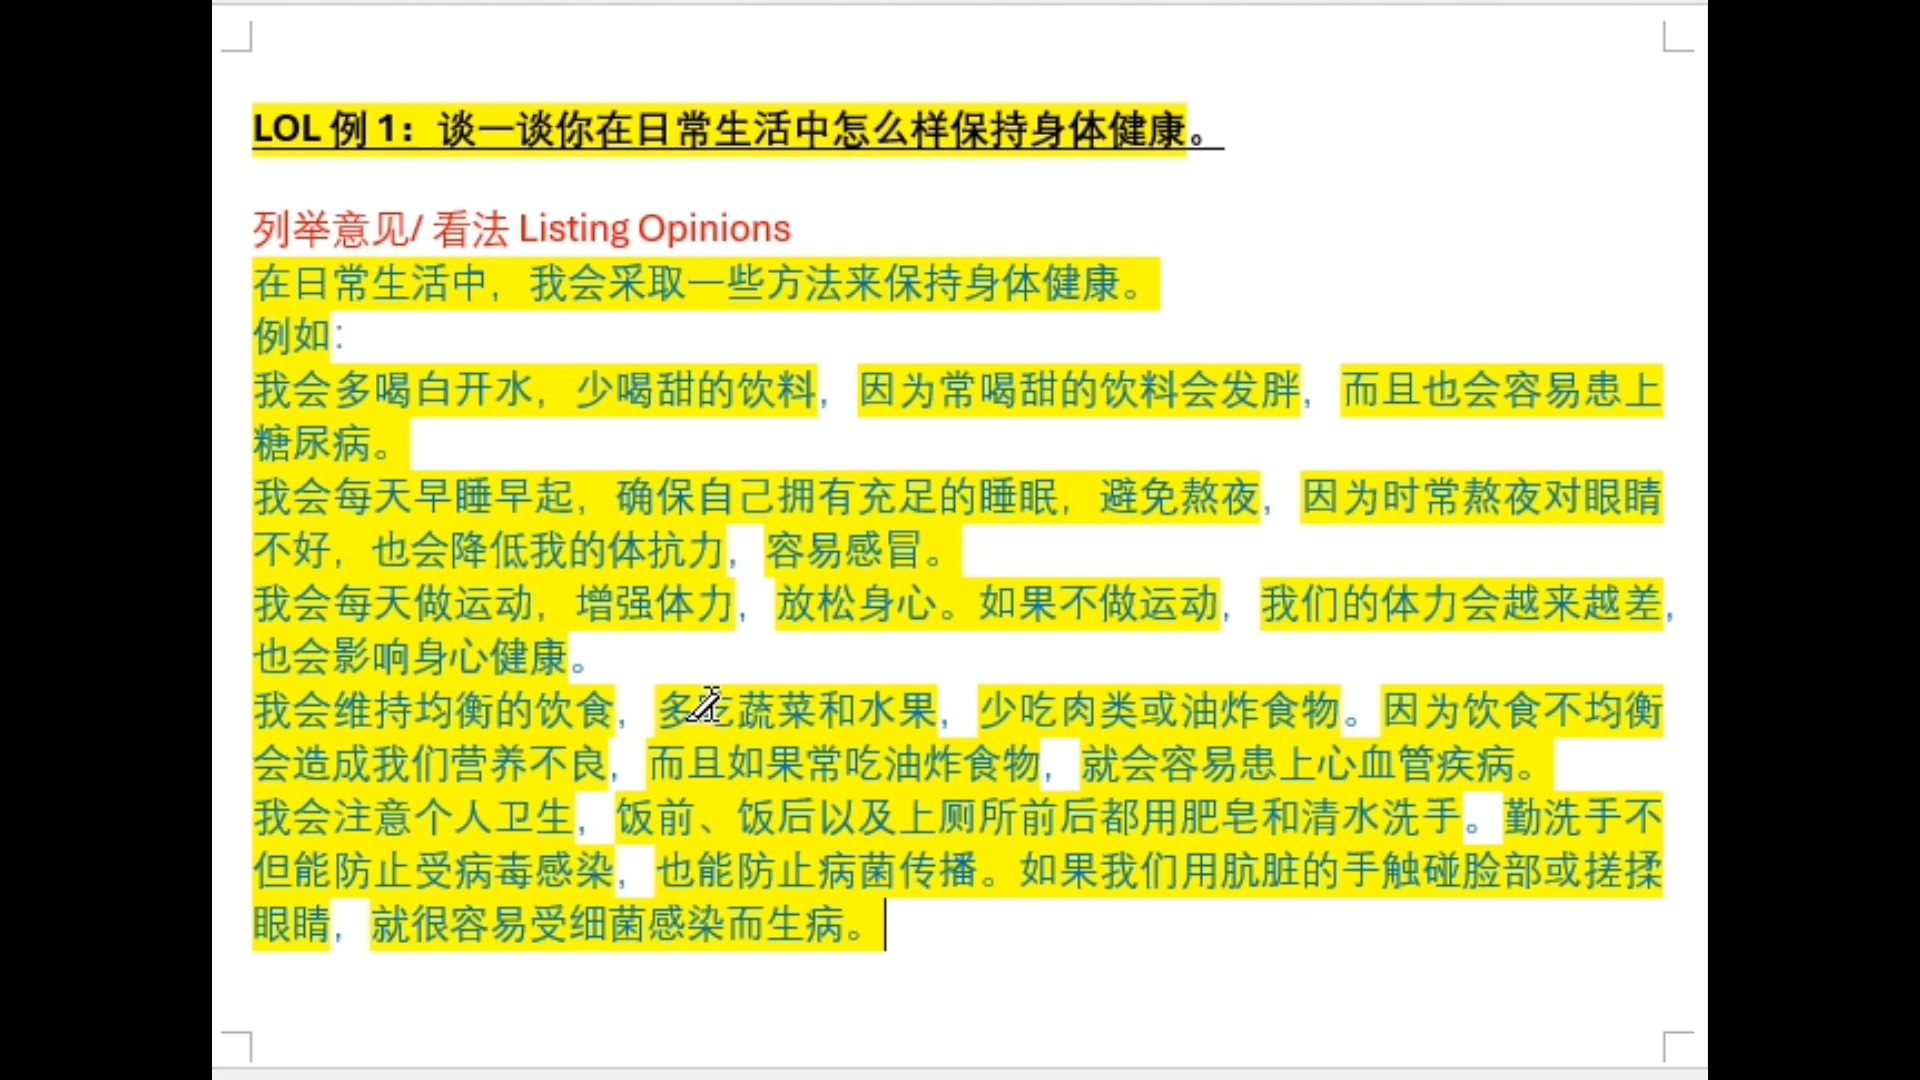 LOL 例 1：谈一谈你在日常生活中怎么样保持身体健康。
列举意见/ 看法 Listing Opinions
在日常生活中，我会采取一些方法来保持身体健康。
例如：
我会多喝白开水，少喝甜的饮料，因为常喝甜的饮料会发胖，而且也会容易患上
糖尿病。
我会每天早睡早起，确保自己拥有充足的睡眠，避免熬夜，因为时常熬夜对眼睛
不好，也会降低我的体抗力，容易感冒。
我会每天做运动，增强体力，放松身心。如果不做运动，我们的体力会越来越差，
也会影响身心健康。
我会维持均衡的饮食，多吃蔬菜和水果，少吃肉类或油炸食物。因为饮食不均衡
会造成我们营养不良，而且如果常吃油炸食物，就会容易患上心血管疾病。
我会注意个人卫生，饭前、饭后以及上厕所前后都用肥皂和清水洗手。勤洗手不
但能防止受病毒感染，也能防止病菌传播。如果我们用肮脏的手触碰脸部或搓揉
眼睛，就很容易受细菌感染而生病。